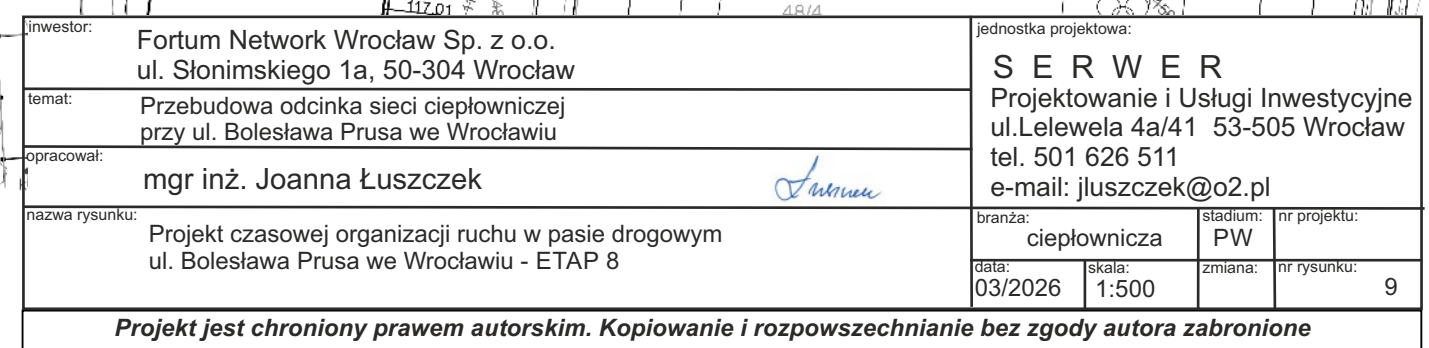 117.01
48/4
inwestor:
Fortum Network Wrocław Sp. z o.o.
ul. Słonimskiego 1a, 50-304 Wrocław
temat:
Przebudowa odcinka sieci ciepłowniczej
przy ul. Bolesława Prusa we Wrocławiu
opracował:
mgr inż. Joanna Łuszczek
nazwa rysunku:
Projekt czasowej organizacji ruchu w pasie drogowym
ul. Bolesława Prusa we Wrocławiu - ETAP 8
jednostka projektowa:
S E R W E R
Projektowanie i Usługi Inwestycyjne
ul.Lelewela 4a/41 53-505 Wrocław
tel. 501 626 511
e-mail: jluszczek@o2.pl
branża:
ciepłownicza
stadium:
PW
nr projektu:
data:
03/2026
skala:
1:500
zmiana:
nr rysunku:
9
Projekt jest chroniony prawem autorskim. Kopiowanie i rozpowszechnianie bez zgody autora zabronione